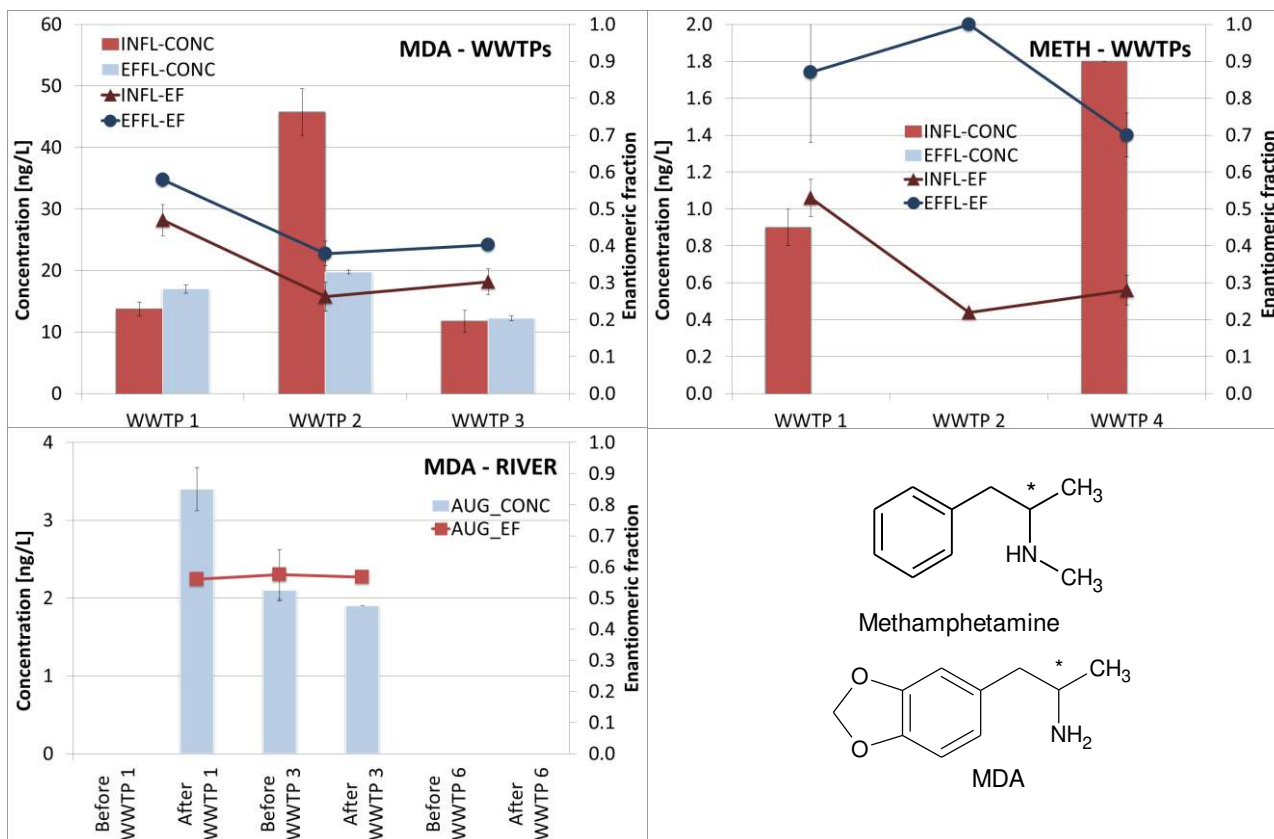 MDA - WWTPs
INFL-CONC
EFFL-CONC
INFL-EF
EFFL-EF
Concentration [ng/L]
60
50
40
30
20
10
0
1.0
0.9
0.8
0.7
0.6
0.5
0.4
0.3
0.2
0.1
0.0
Enantiomeric fraction
WWTP 1
WWTP 2
WWTP 3
METH - WWTPs
INFL-CONC
EFFL-CONC
INFL-EF
EFFL-EF
Concentration [ng/L]
2.0
1.8
1.6
1.4
1.2
1.0
0.8
0.6
0.4
0.2
0.0
1.0
0.9
0.8
0.7
0.6
0.5
0.4
0.3
0.2
0.1
0.0
Enantiomeric fraction
WWTP 1
WWTP 2
WWTP 4
MDA - RIVER
AUG_CONC
AUG_EF
Concentration [ng/L]
4
3
2
1
0
1.0
0.9
0.8
0.7
0.6
0.5
0.4
0.3
0.2
0.1
0.0
Enantiomeric fraction
Before
WWTP 1
After
WWTP 1
Before
WWTP 3
After
WWTP 3
Before
WWTP 6
After
WWTP 6
* CH3
HN
CH3
Methamphetamine
O
* CH3
O
NH2
MDA